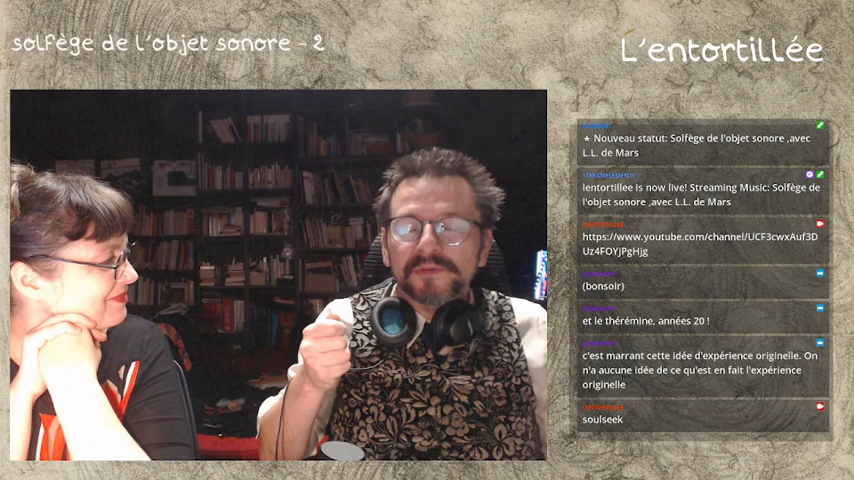 solfège de l'objet sonore - 2
L'entortillée
★ Nouveau statut: Solfège de l'objet sonore ,avec
L.L. de Mars
STREAMELEMENTS
lentortillee is now live! Streaming Music: Solfège de
l'objet sonore ,avec L.L. de Mars
https://www.youtube.com/channel/UCF3cwxAuf3D
Uz4FOYJPgHjg
(bonsoir)
et le thérémine, années 20 !
c'est marrant cette idée d'expérience originelle. On
n'a aucune idée de ce qu'est en fait l'expérience
originelle
soulseek